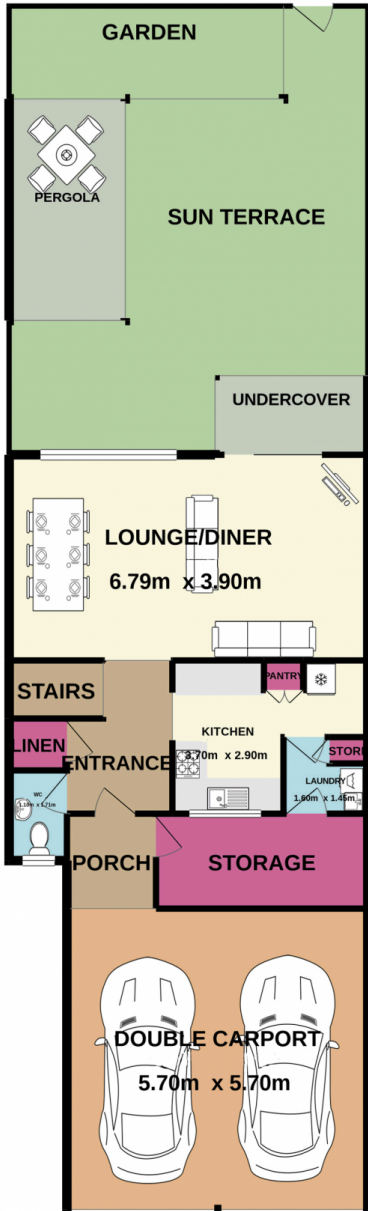 GARDEN
PERGOLA
SUN TERRACE
UNDERCOVER
LOUNGE/DINER
6.79m x 3.90m
STAIRS
PANTRY
LINEN
KITCHEN
3.70m x 2.90m
ENTRANCE
STORE
LAUNDRY
1.60m x 1.45m
WC
PORCH
STORAGE
DOUBLE CARPORT
5.70m x 5.70m